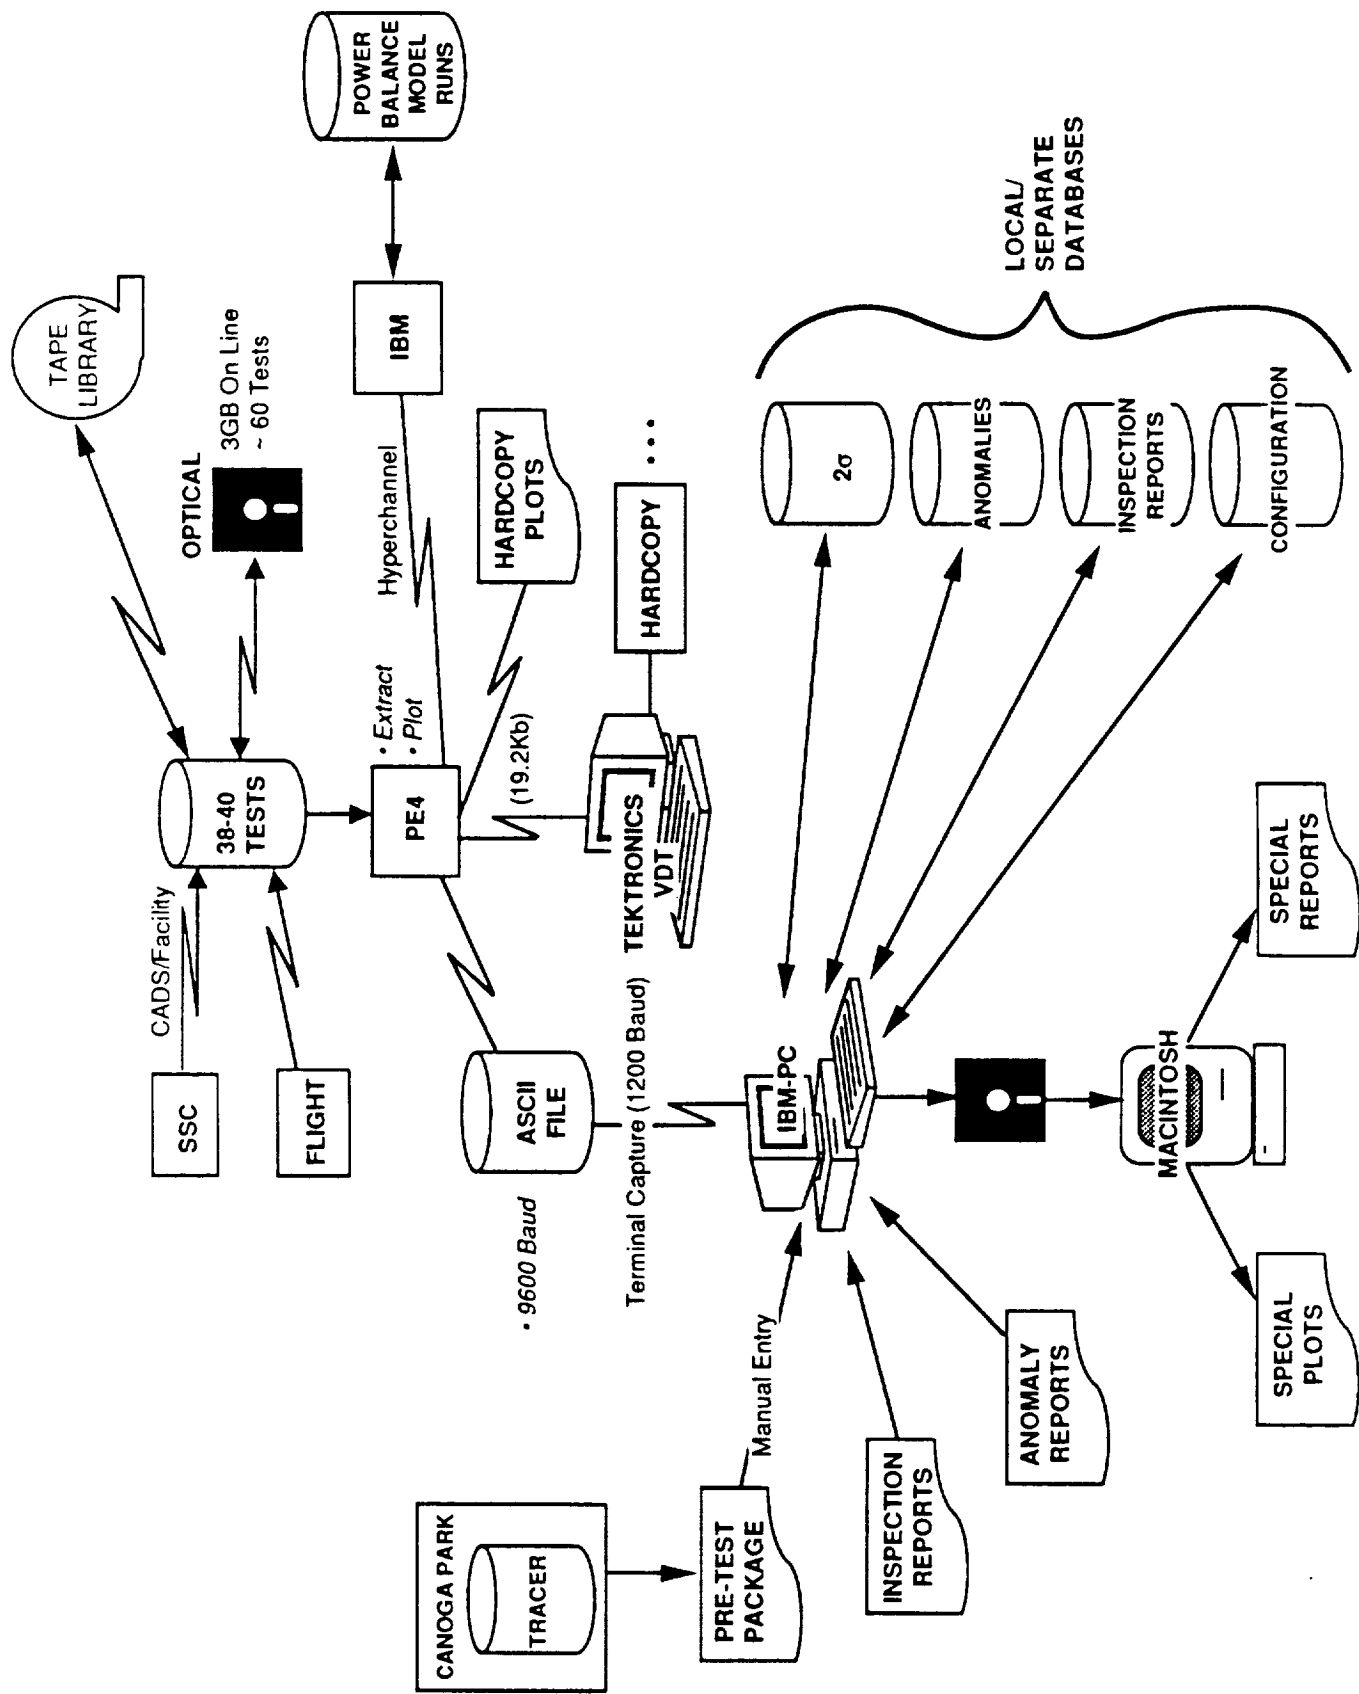 TAPE
LIBRARY
OPTICAL
3GB On Line
~ 60 Tests
POWER
BALANCE
MODEL
RUNS
CADS/Facility
SSC
FLIGHT
38-40
TESTS
IBM
Hyperchannel
• Extract
• Plot
PE4
HARDCOPY
PLOTS
(19.2Kb)
ASCII
FILE
• 9600 Baud
Terminal Capture (1200 Baud)
TEKTRONICS
VDT
HARDCOPY
...
CANOGA PARK
TRACER
PRE-TEST
PACKAGE
Manual Entry
IBM-PC
INSPECTION
REPORTS
ANOMALY
REPORTS
2σ
ANOMALIES
INSPECTION
REPORTS
CONFIGURATION
LOCAL/
SEPARATE
DATABASES
MACINTOSH
SPECIAL
PLOTS
SPECIAL
REPORTS